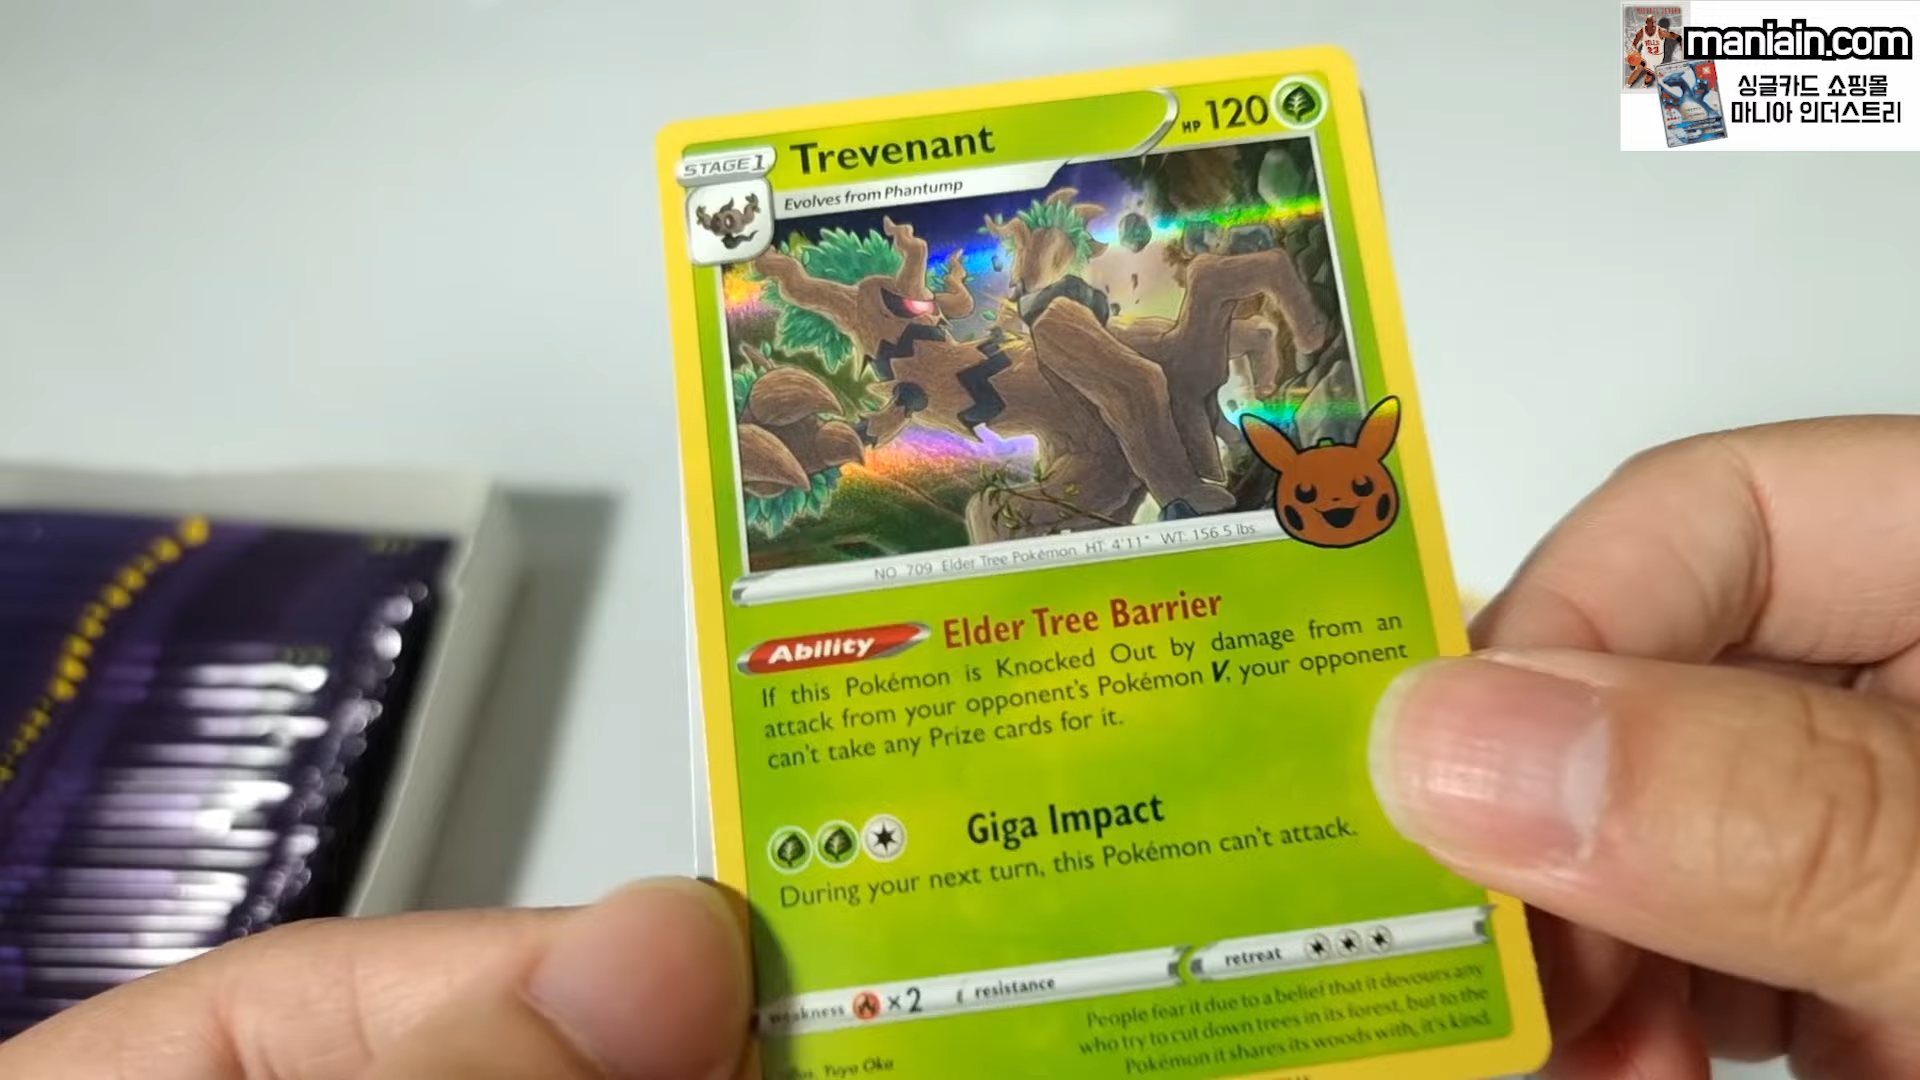 maniain.com
싱글카드 쇼핑몰
마니아 인더스트리
STAGE 1
Trevenant
HP 120
Evolves from Phantump
NO. 709 Elder Tree Pokémon HT: 4'11" WT: 156.5 lbs.
Ability Elder Tree Barrier
If this Pokémon is Knocked Out by damage from an
attack from your opponent's Pokémon V, your opponent
can't take any Prize cards for it.
Giga Impact
During your next turn, this Pokémon can't attack.
weakness ×2 resistance
retreat
People fear it due to a belief that it devours any
who try to cut down trees in its forest, but to the
Pokémon it shares its woods with, it's kind.
Illus. Yuya Oka